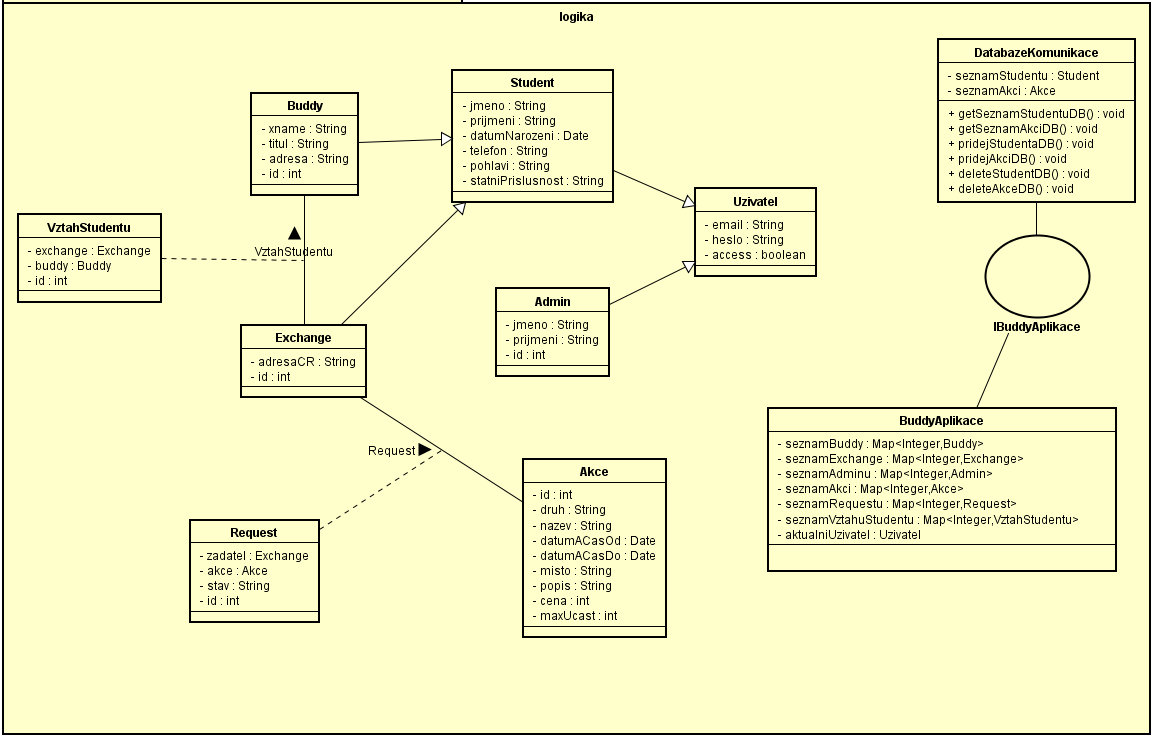 logika
Buddy
- xname : String
- titul : String
- adresa : String
- id : int
Student
- jmeno : String
- prijmeni : String
- datumNarozeni : Date
- telefon : String
- pohlavi : String
- statniPrislusnost : String
DatabazeKomunikace
- seznamStudentu : Student
- seznamAkci : Akce
+ getSeznamStudentuDB() : void
+ getSeznamAkciDB() : void
+ pridejStudentaDB() : void
+ pridejAkciDB() : void
+ deleteStudentDB() : void
+ deleteAkceDB() : void
VztahStudentu
- exchange : Exchange
- buddy : Buddy
- id : int
VztahStudentu
Uzivatel
- email : String
- heslo : String
- access : boolean
Admin
- jmeno : String
- prijmeni : String
- id : int
IBuddyAplikace
Exchange
- adresaCR : String
- id : int
Request
BuddyAplikace
- seznamBuddy : Map<Integer,Buddy>
- seznamExchange : Map<Integer,Exchange>
- seznamAdminu : Map<Integer,Admin>
- seznamAkci : Map<Integer,Akce>
- seznamRequestu : Map<Integer,Request>
- seznamVztahuStudentu : Map<Integer,VztahStudentu>
- aktualniUzivatel : Uzivatel
Akce
- id : int
- druh : String
- nazev : String
- datumACasOd : Date
- datumACasDo : Date
- misto : String
- popis : String
- cena : int
- maxUcast : int
Request
- zadatel : Exchange
- akce : Akce
- stav : String
- id : int